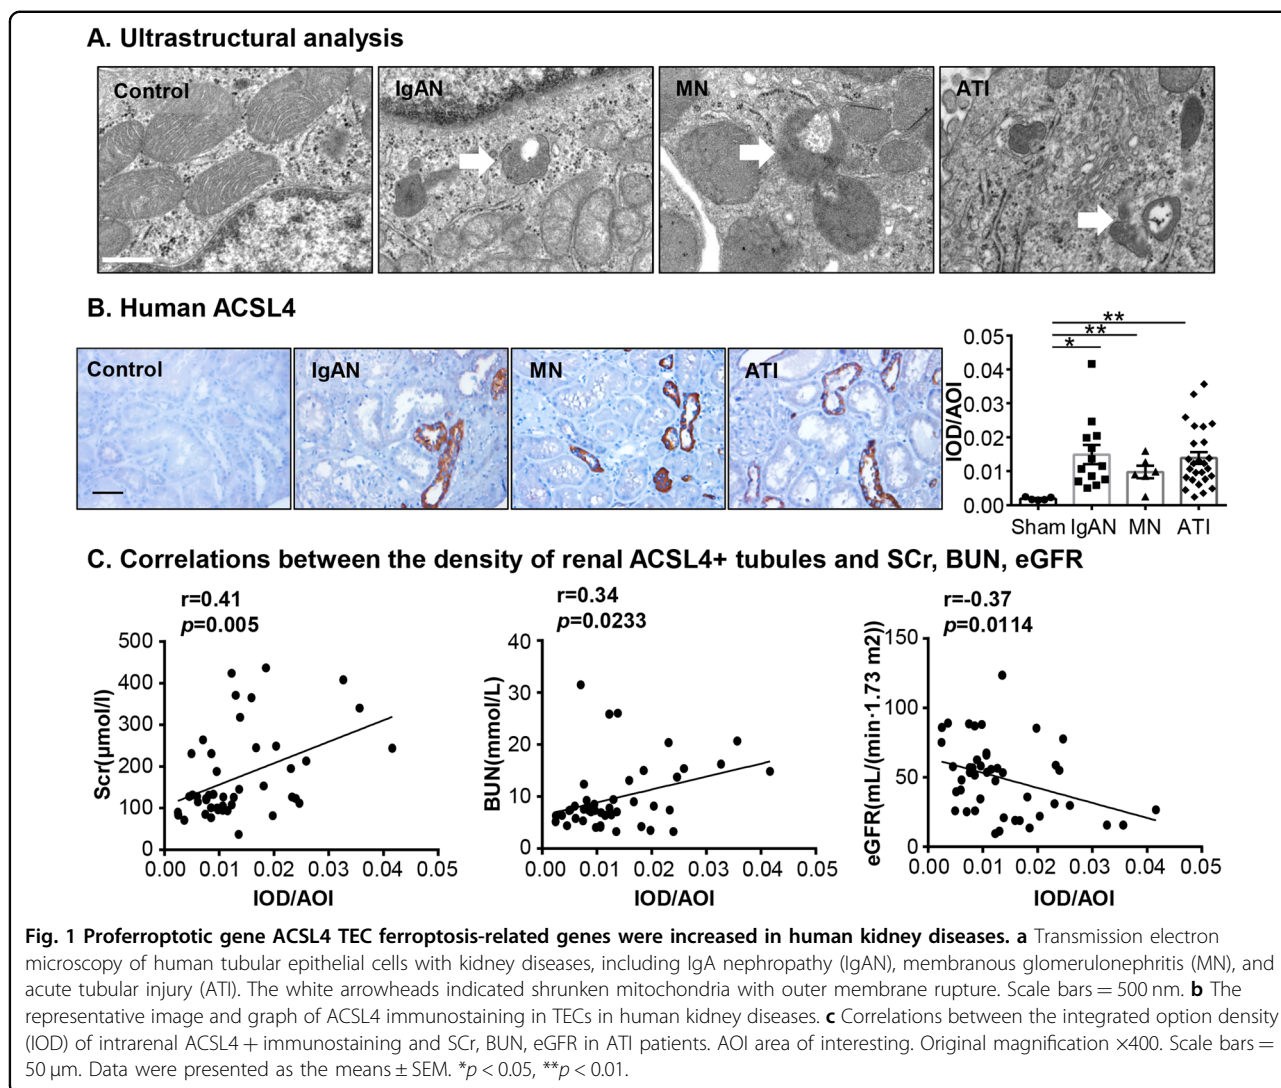 A. Ultrastructural analysis
Control
IgAN
MN
ATI
B. Human ACSL4
Control
IgAN
MN
ATI
**
**
*
IOD/AOI
0.05
0.04
0.03
0.02
0.01
0.00
Sham IgAN MN ATI
C. Correlations between the density of renal ACSL4+ tubules and SCr, BUN, eGFR
r=0.41
p=0.005
Scr(μmol/l)
500
400
300
200
100
0
0.00 0.01 0.02 0.03 0.04 0.05
IOD/AOI
r=0.34
p=0.0233
BUN(mmol/L)
40
30
20
10
0
0.00 0.01 0.02 0.03 0.04 0.05
IOD/AOI
r=-0.37
p=0.0114
eGFR(mL/(min·1.73 m2))
150
100
50
0
0.00 0.01 0.02 0.03 0.04 0.05
IOD/AOI
Fig. 1 Proferroptotic gene ACSL4 TEC ferroptosis-related genes were increased in human kidney diseases. a Transmission electron
microscopy of human tubular epithelial cells with kidney diseases, including IgA nephropathy (IgAN), membranous glomerulonephritis (MN), and
acute tubular injury (ATI). The white arrowheads indicated shrunken mitochondria with outer membrane rupture. Scale bars = 500 nm. b The
representative image and graph of ACSL4 immunostaining in TECs in human kidney diseases. c Correlations between the integrated option density
(IOD) of intrarenal ACSL4 + immunostaining and SCr, BUN, eGFR in ATI patients. AOI area of interesting. Original magnification ×400. Scale bars =
50 μm. Data were presented as the means ± SEM. *p < 0.05, **p < 0.01.